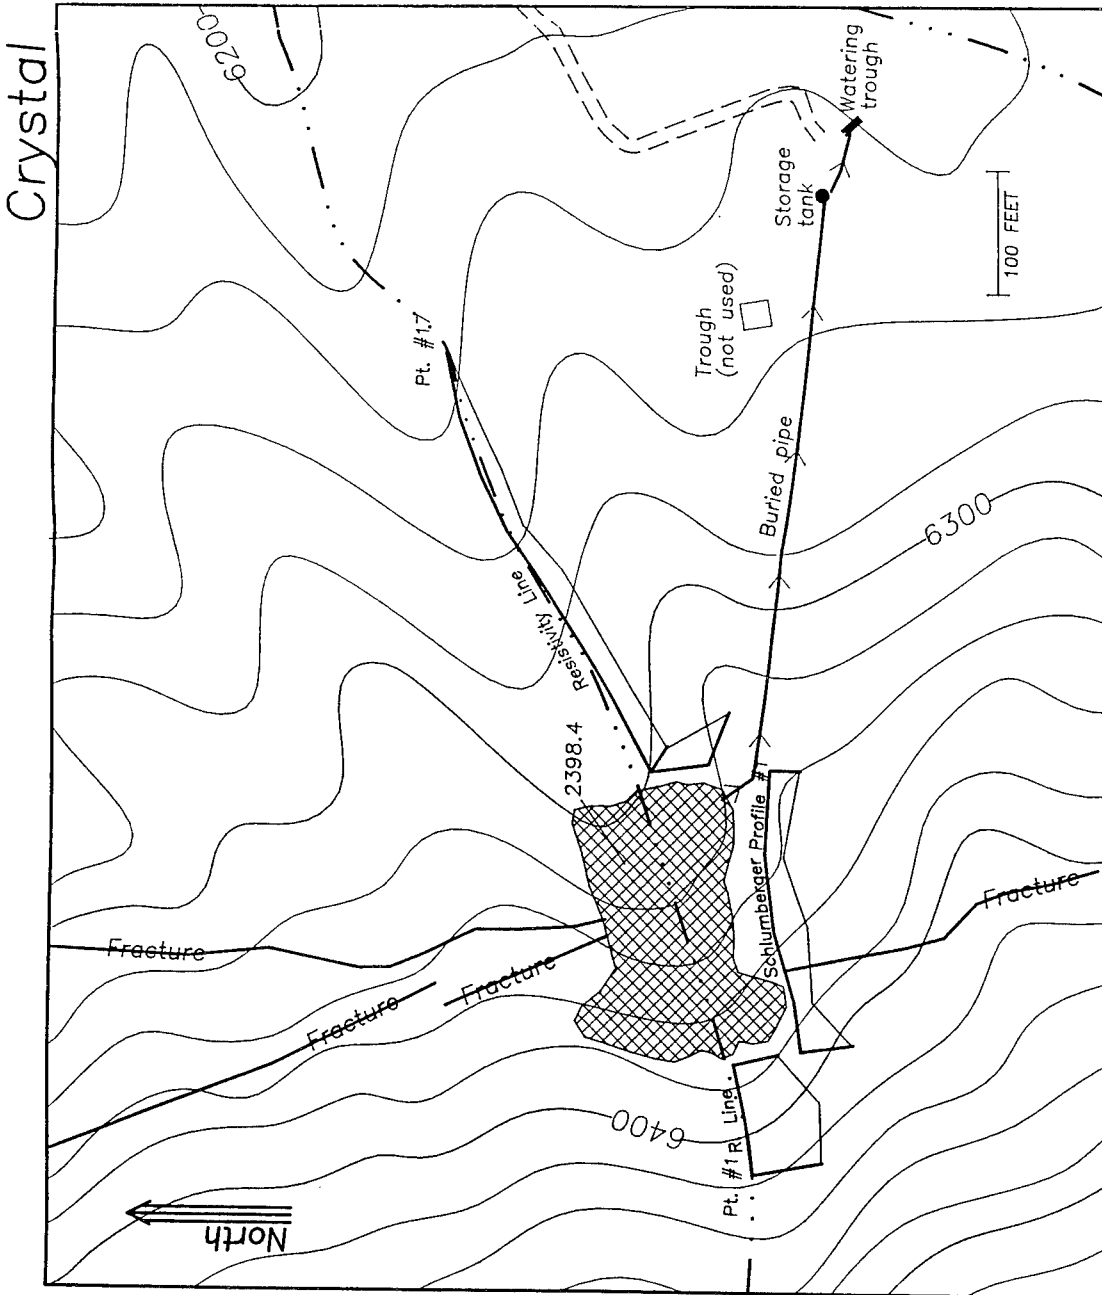 Crystal
6200
Watering
trough
Storage
tank
100 FEET
Trough
(not used)
Pt. #17
Buried pipe
6300
Resistivity Line
2398.4
Schlumberger Profile #1
Fracture
Fracture
Fracture
Fracture
6400
Pt. #1
R Line
North